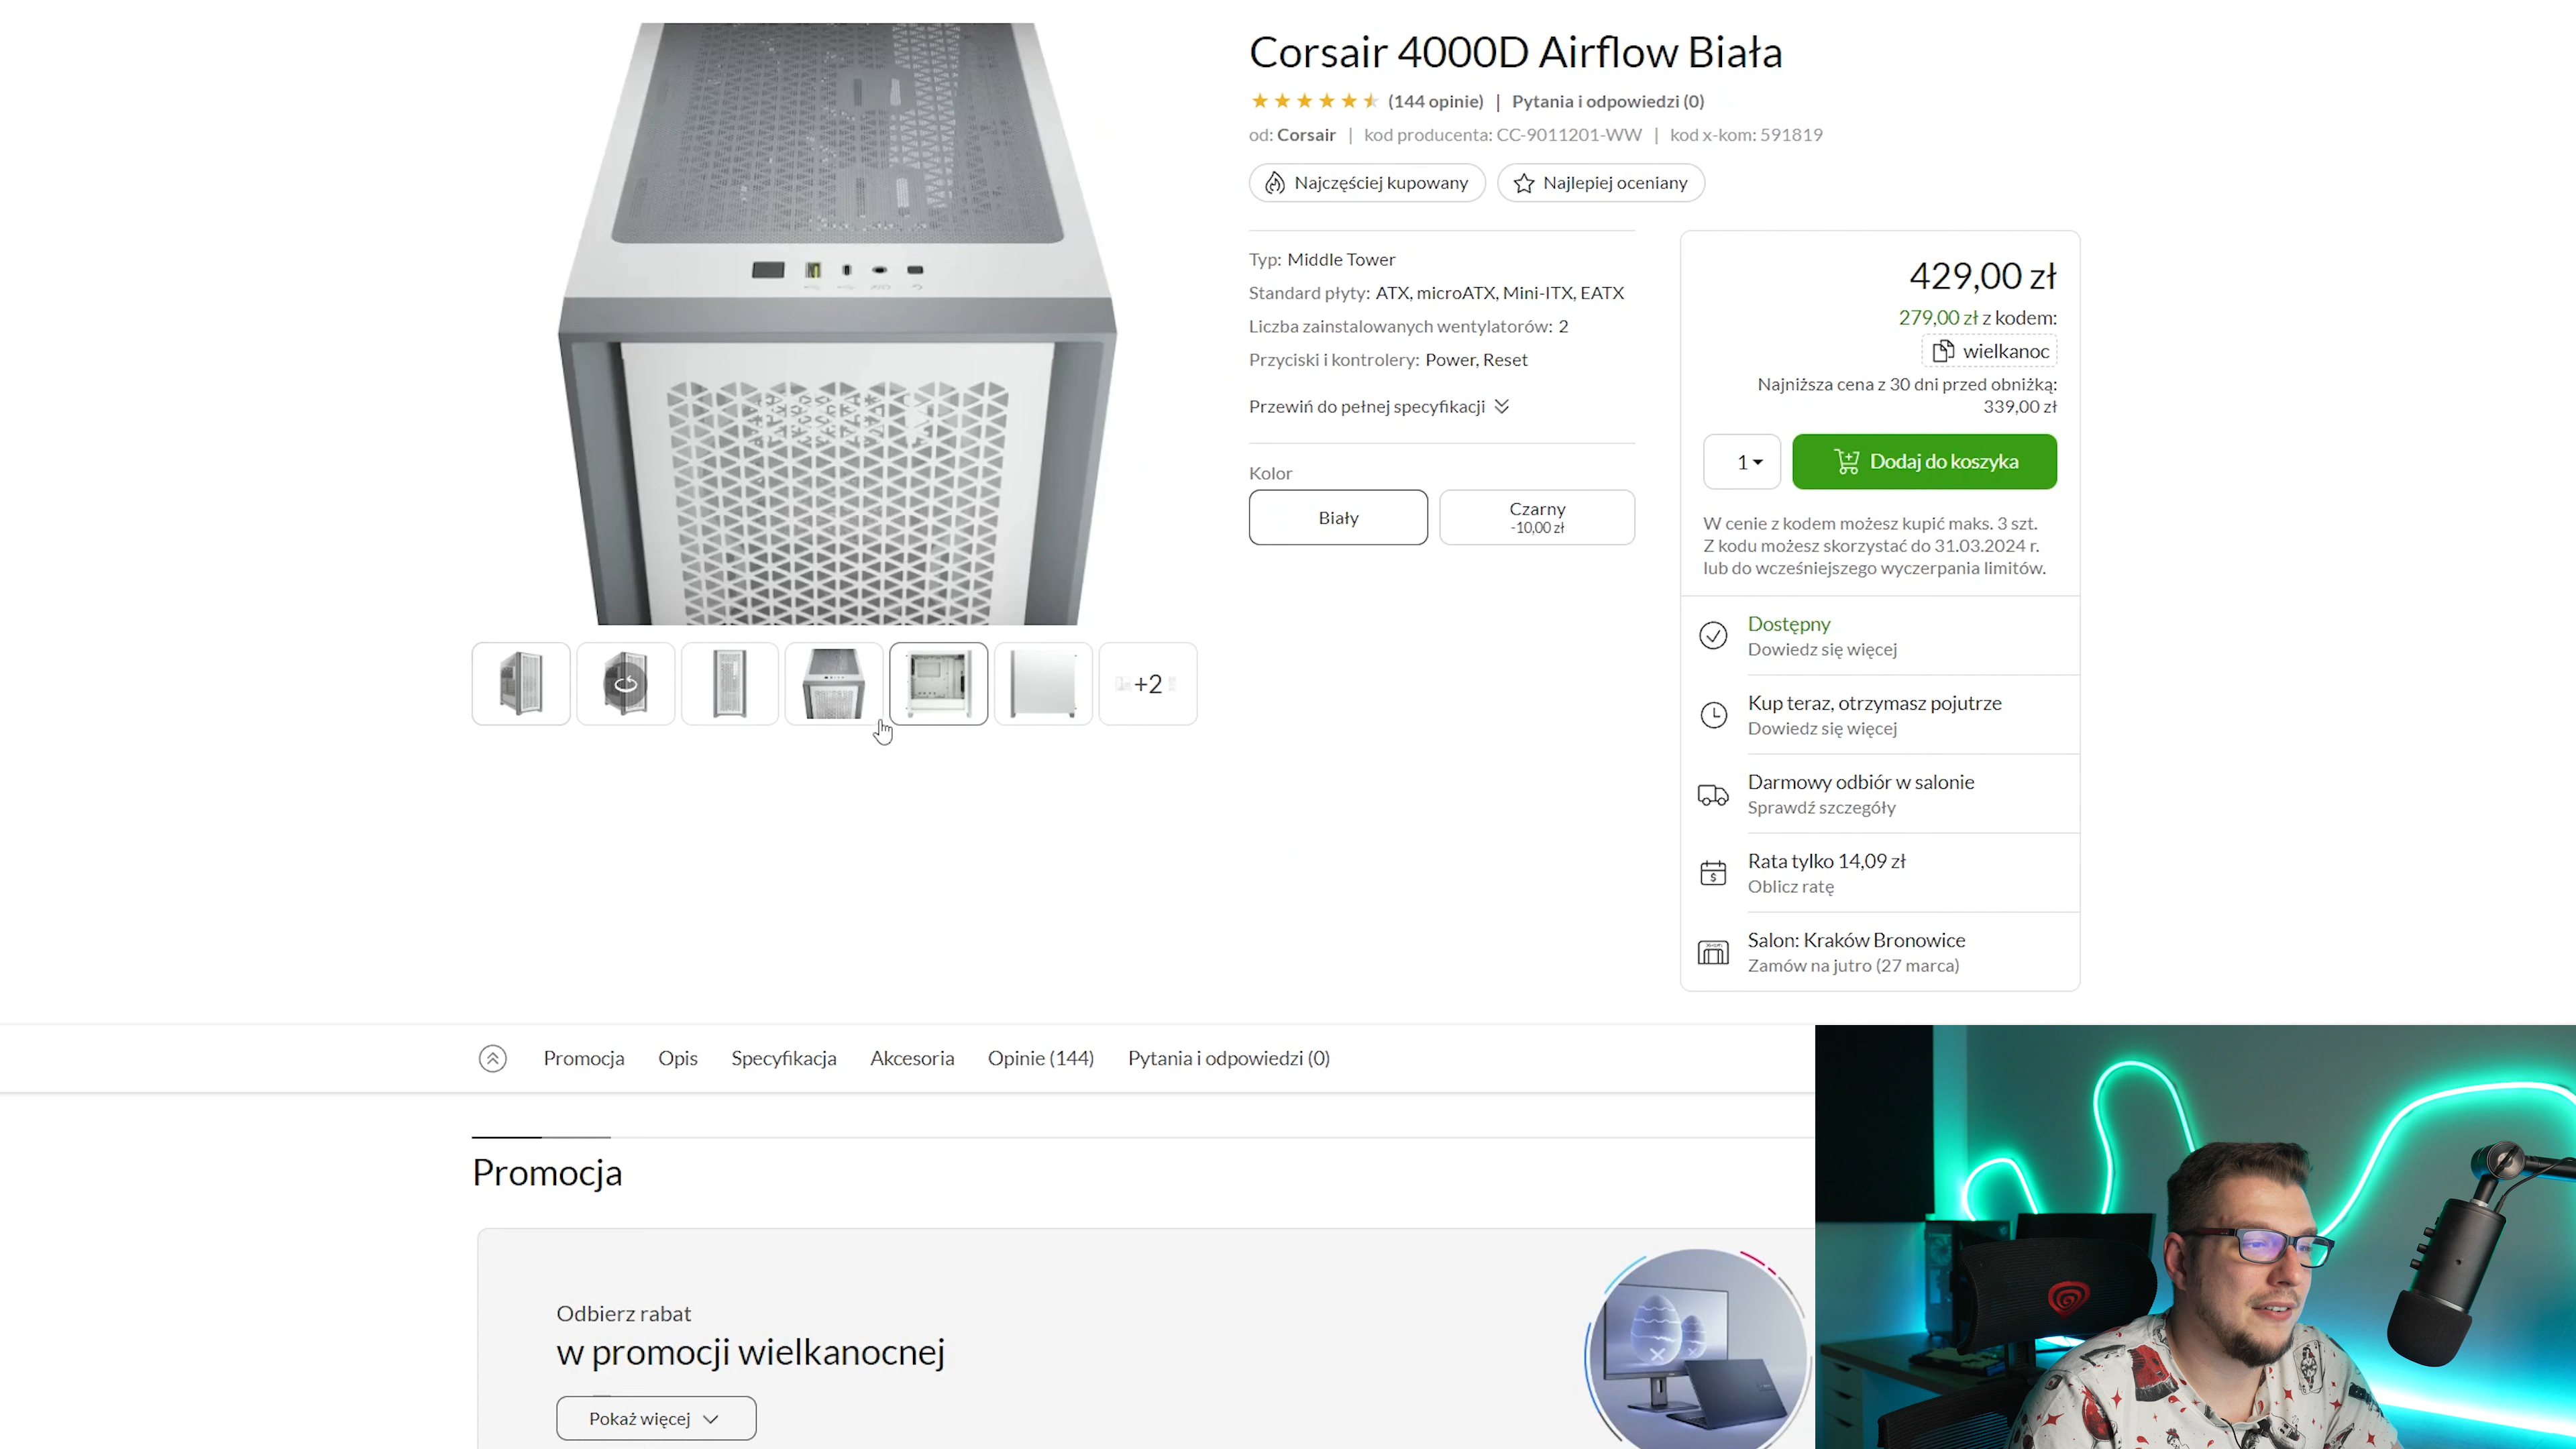 Corsair 4000D Airflow Biała
(144 opinie) | Pytania i odpowiedzi (0)
od: Corsair | kod producenta: CC-9011201-WW | kod x-kom: 591819
Najczęściej kupowany
Najlepiej oceniany
Typ: Middle Tower
Standard płyty: ATX, microATX, Mini-ITX, EATX
Liczba zainstalowanych wentylatorów: 2
Przyciski i kontrolery: Power, Reset
Przewiń do pełnej specyfikacji
Kolor
Biały
Czarny
-10,00 zł
429,00 zł
279,00 zł z kodem:
wielkanoc
Najniższa cena z 30 dni przed obniżką:
339,00 zł
1
Dodaj do koszyka
W cenie z kodem możesz kupić maks. 3 szt.
Z kodu możesz skorzystać do 31.03.2024 r.
lub do wcześniejszego wyczerpania limitów.
Dostępny
Dowiedz się więcej
Kup teraz, otrzymasz pojutrze
Dowiedz się więcej
Darmowy odbiór w salonie
Sprawdź szczegóły
Rata tylko 14,09 zł
Oblicz ratę
Salon: Kraków Bronowice
Zamów na jutro (27 marca)
+2
Promocja
Opis
Specyfikacja
Akcesoria
Opinie (144)
Pytania i odpowiedzi (0)
Promocja
Odbierz rabat
w promocji wielkanocnej
Pokaż więcej